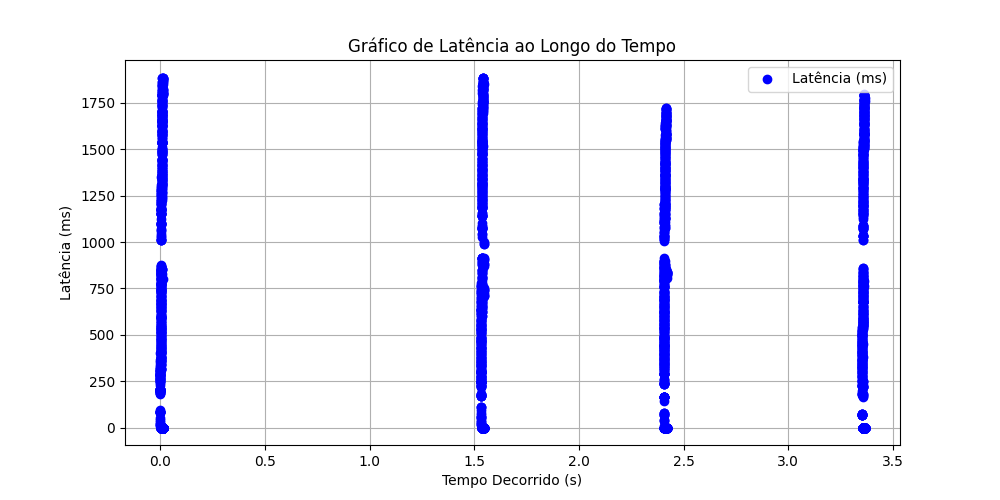 Gráfico de Latência ao Longo do Tempo
Latência (ms)
1750
1500
1250
1000
750
500
250
0
Latência (ms)
0.0 0.5 1.0 1.5 2.0 2.5 3.0 3.5
Tempo Decorrido (s)